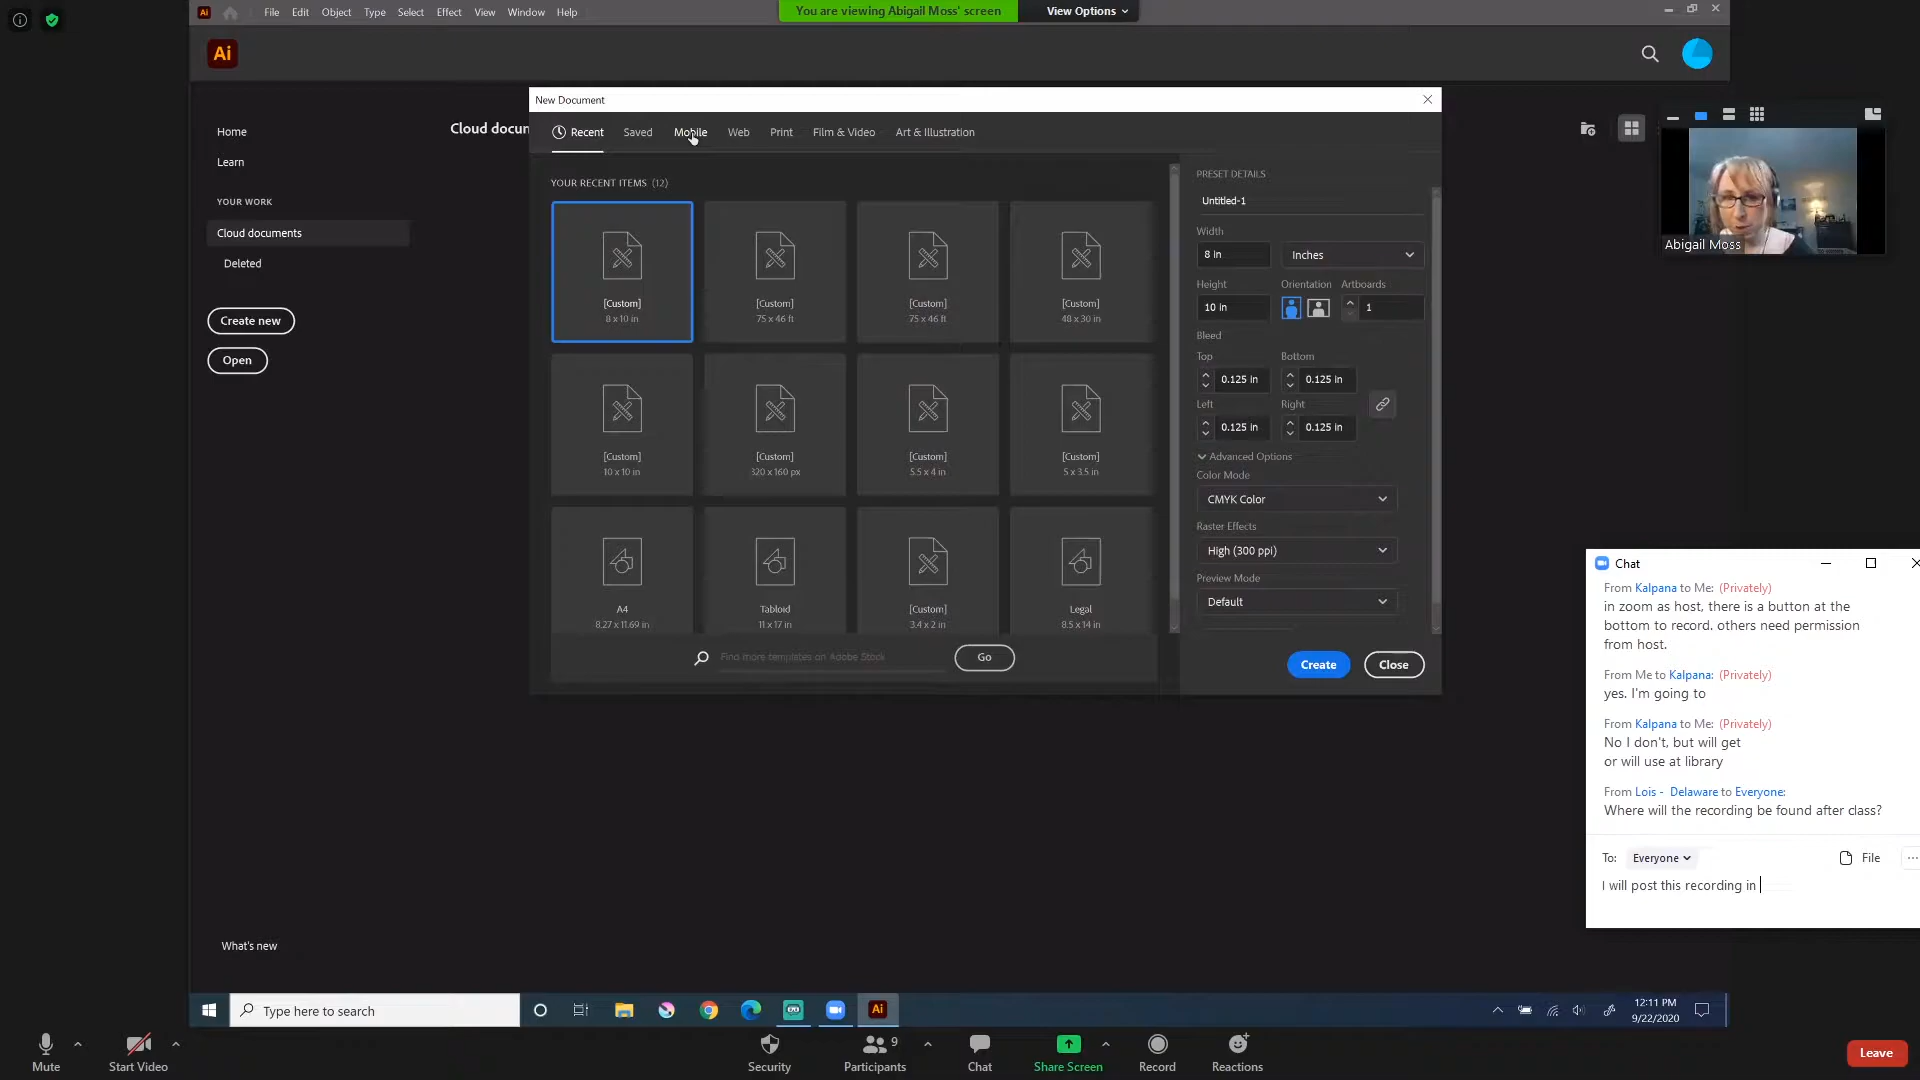 Ai File Edit Object Type Select Effect View Window Help
You are viewing Abigail Moss' screen
View Options
Ai
Home
Learn
YOUR WORK
Cloud documents
Deleted
Create new
Open
What's new
Cloud docum
New Document
Recent Saved Mobile Web Print Film & Video Art & Illustration
YOUR RECENT ITEMS (12)
[Custom] [Custom] [Custom] [Custom]
8 x 10 in 75 x 46 ft 75 x 46 ft 48 x 30 in
[Custom] [Custom] [Custom] [Custom]
10 x 10 in 320 x 160 px 5.5 x 4 in 5 x 3.5 in
A4 Tabloid [Custom] Legal
8.27 x 11.69 in 11 x 17 in 3.4 x 2 in 8.5 x 14 in
Find more templates on Adobe Stock
Go
PRESET DETAILS
Untitled-1
Width
8 in Inches
Height Orientation Artboards
10 in 1
Bleed
Top Bottom
0.125 in 0.125 in
Left Right
0.125 in 0.125 in
Advanced Options
Color Mode
CMYK Color
Raster Effects
High (300 ppi)
Preview Mode
Default
Create Close
Abigail Moss
Chat
From Kalpana to Me: (Privately)
in zoom as host, there is a button at the
bottom to record. others need permission
from host.
From Me to Kalpana: (Privately)
yes. I'm going to
From Kalpana to Me: (Privately)
No I don't, but will get
or will use at library
From Lois - Delaware to Everyone:
Where will the recording be found after class?
To: Everyone File
I will post this recording in
Type here to search
Ai
12:11 PM
9/22/2020
Mute
Start Video
Security
9
Participants
Chat
Share Screen
Record
Reactions
Leave